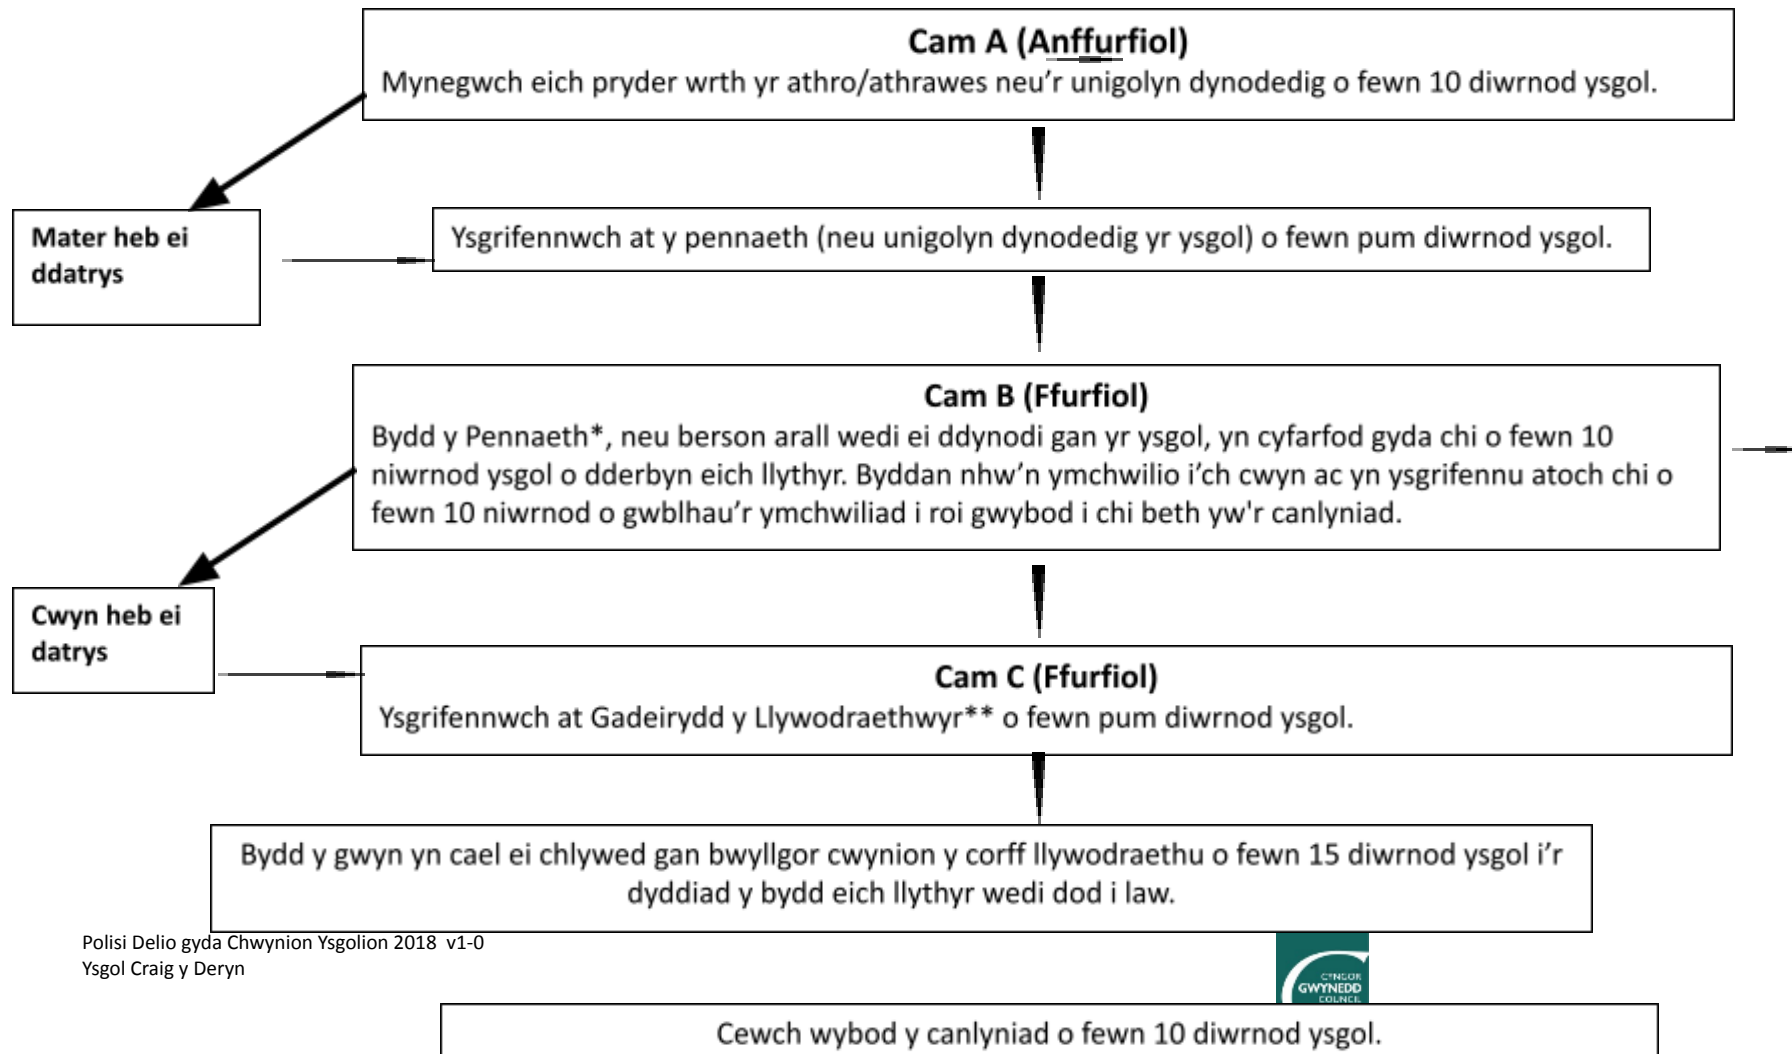 Cam A (Anffurfiol)
Mynegwch eich pryder wrth yr athro/athrawes neu'r unigolyn dynodedig o fewn 10 diwrnod ysgol.
Mater heb ei
ddatrys
Ysgrifennwch at y pennaeth (neu unigolyn dynodedig yr ysgol) o fewn pum diwrnod ysgol.
Cam B (Ffurfiol)
Bydd y Pennaeth*, neu berson arall wedi ei ddynodi gan yr ysgol, yn cyfarfod gyda chi o fewn 10
niwrnod ysgol o dderbyn eich llythyr. Byddan nhw'n ymchwilio i'ch cwyn ac yn ysgrifennu atoch chi o
fewn 10 niwrnod o gwblhau'r ymchwiliad i roi gwybod i chi beth yw'r canlyniad.
Cwyn heb ei
datrys
Cam C (Ffurfiol)
Ysgrifennwch at Gadeirydd y Llywodraethwyr** o fewn pum diwrnod ysgol.
Bydd y gwyn yn cael ei chlywed gan bwyllgor cwynion y corff llywodraethu o fewn 15 diwrnod ysgol i'r
dyddiad y bydd eich llythyr wedi dod i law.
Polisi Delio gyda Chwynion Ysgolion 2018 v1-0
Ysgol Craig y Deryn
CYNGOR
GWYNEDD
COUNCIL
Cewch wybod y canlyniad o fewn 10 diwrnod ysgol.